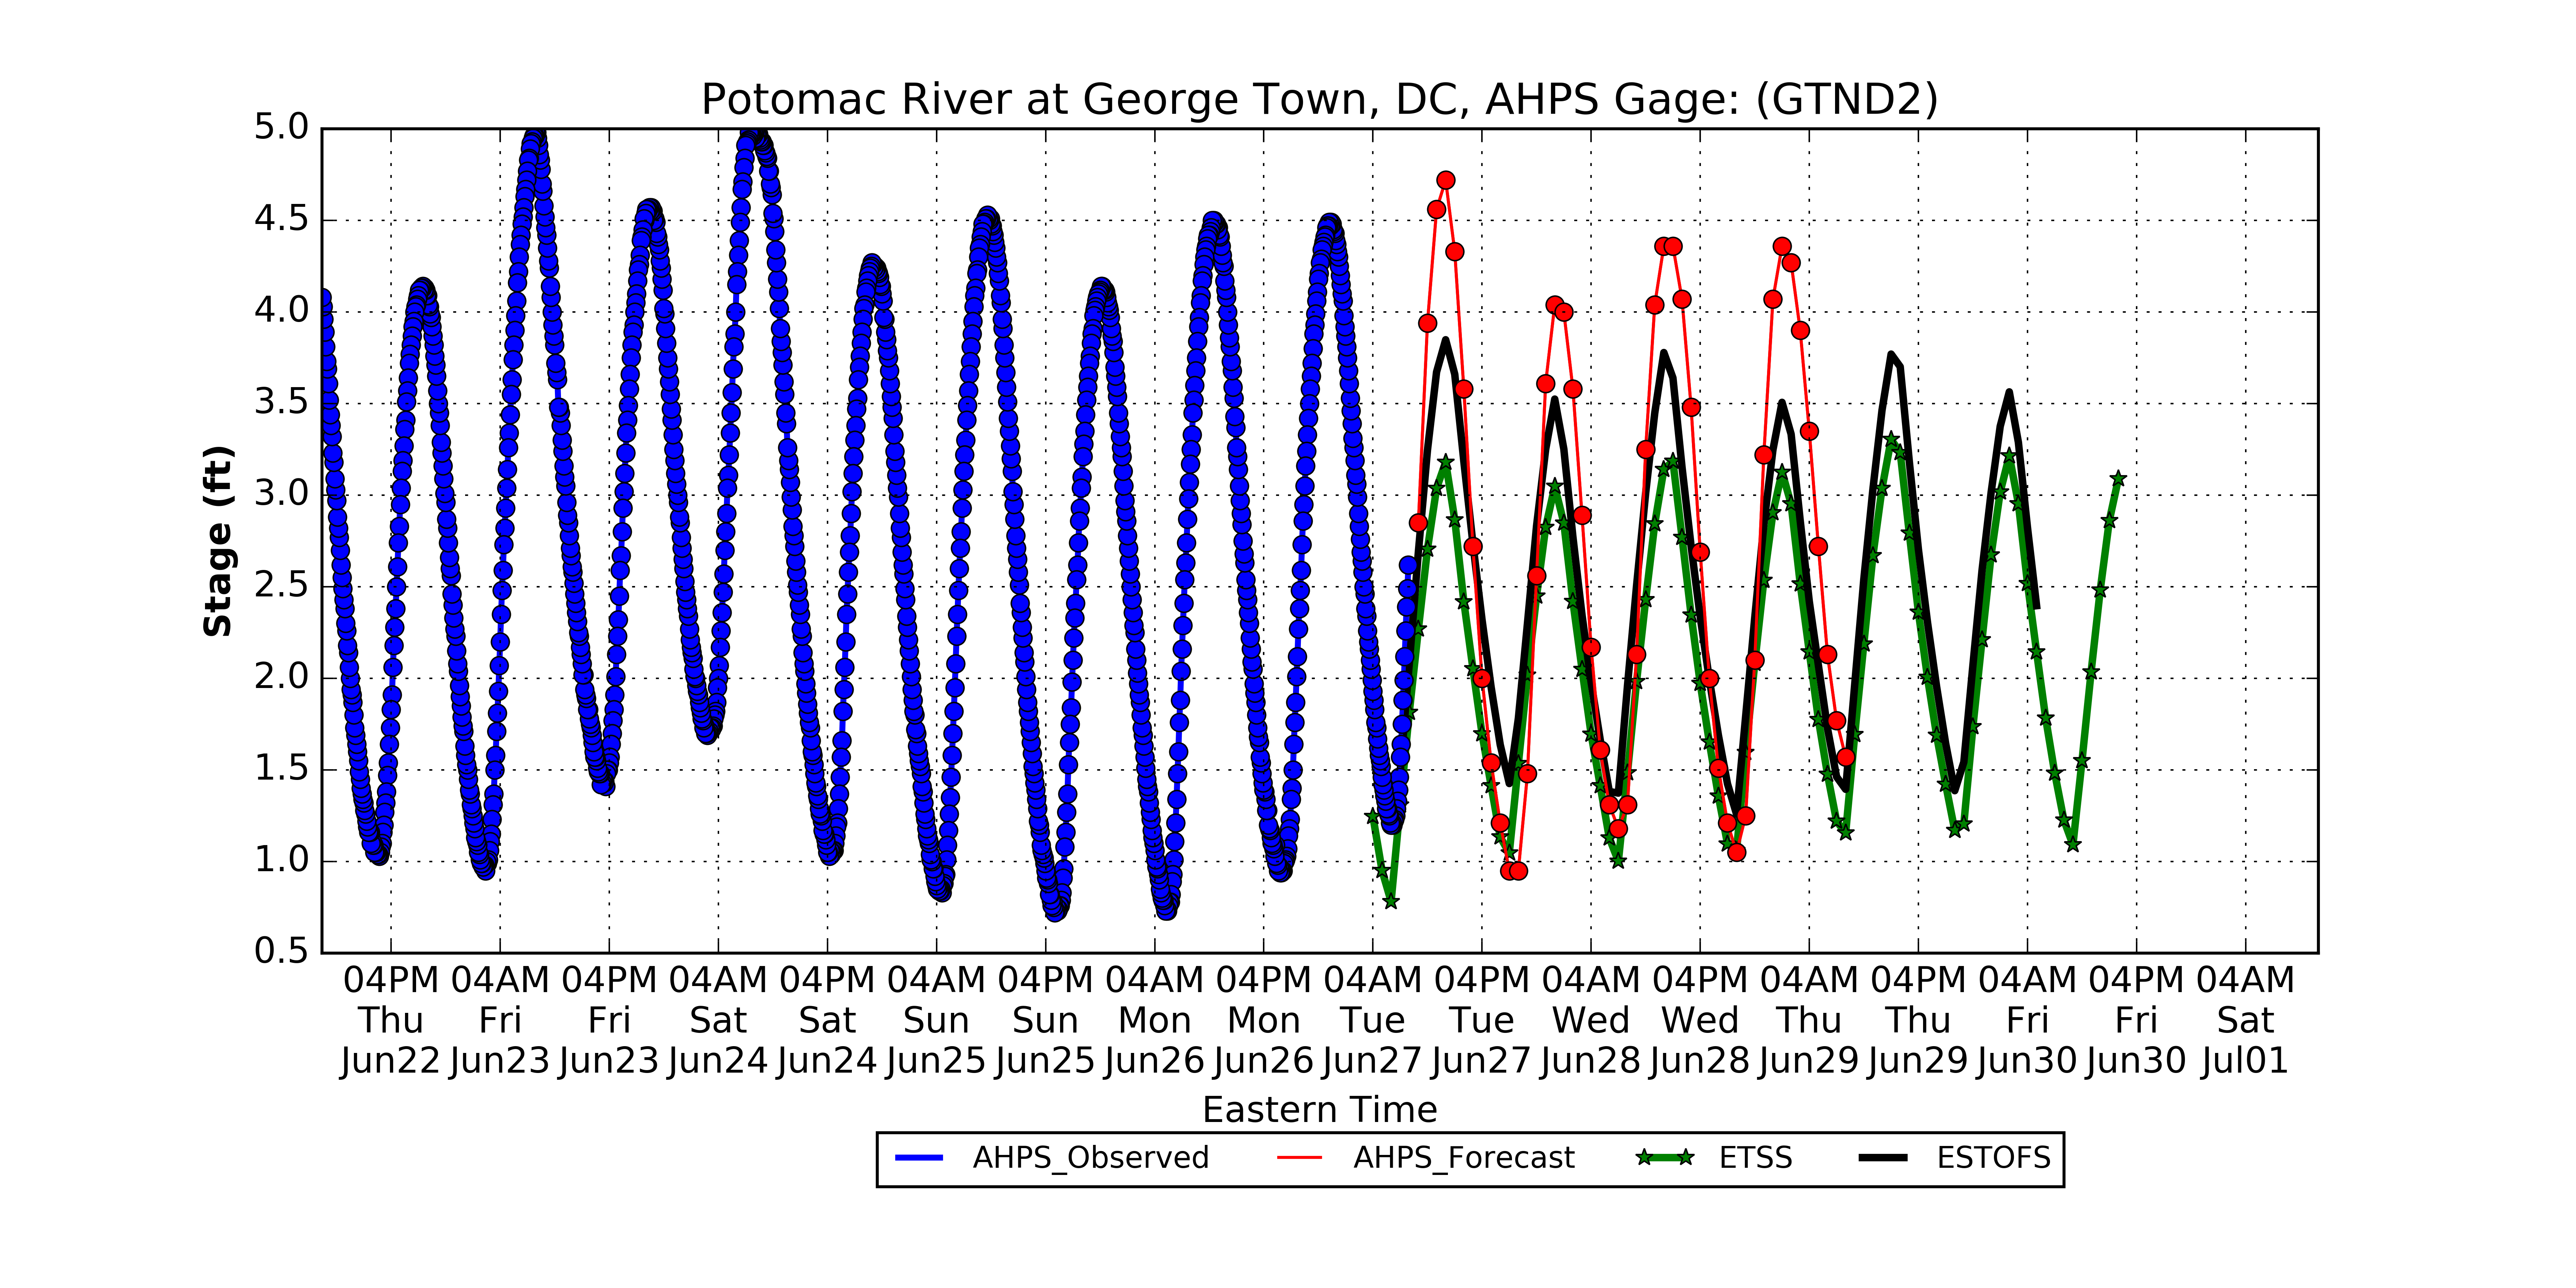 Potomac River at George Town, DC, AHPS Gage: (GTND2)
5.0
4.5
4.0
3.5
3.0
2.5
2.0
1.5
1.0
0.5
Stage (ft)
04PM 04AM 04PM 04AM 04PM 04AM 04PM 04AM 04PM 04AM 04PM 04AM 04PM 04AM 04PM 04AM 04PM 04AM
Thu Fri Fri Sat Sat Sun Sun Mon Mon Tue Tue Wed Wed Thu Thu Fri Fri Sat
Jun22 Jun23 Jun23 Jun24 Jun24 Jun25 Jun25 Jun26 Jun26 Jun27 Jun27 Jun28 Jun28 Jun29 Jun29 Jun30 Jun30 Jul01
Eastern Time
AHPS_Observed AHPS_Forecast ETSS ESTOFS